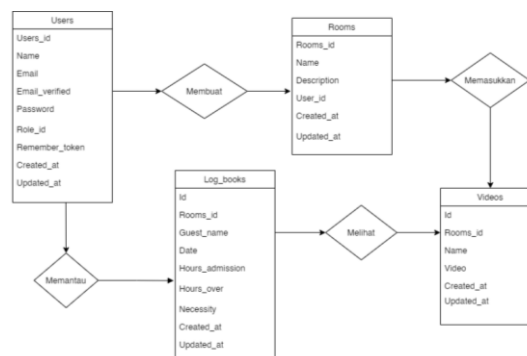 Users
Users_id
Name
Email
Email_verified
Password
Role_id
Remember_token
Created_at
Updated_at
Membuat
Rooms
Rooms_id
Name
Description
User_id
Created_at
Updated_at
Memasukkan
Memantau
Log_books
Id
Rooms_id
Guest_name
Date
Hours_admission
Hours_over
Necessity
Created_at
Updated_at
Melihat
Videos
Id
Rooms_id
Name
Video
Created_at
Updated_at